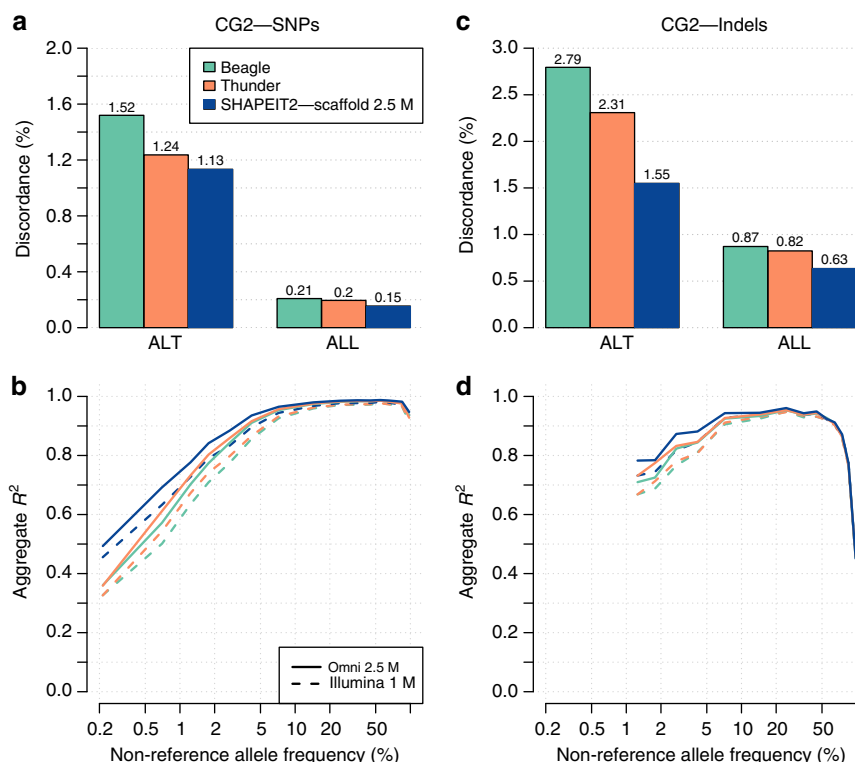 a
CG2—SNPs
2.0
1.6
1.2
0.8
0.4
0.0
Discordance (%)
Beagle
Thunder
SHAPEIT2—scaffold 2.5 M
1.52
1.24
1.13
0.21
0.2
0.15
ALT
ALL
c
CG2—Indels
3.0
2.5
2.0
1.5
1.0
0.5
0.0
Discordance (%)
2.79
2.31
1.55
0.87
0.82
0.63
ALT
ALL
b
1.0
0.8
0.6
0.4
0.2
0.0
Aggregate R²
Omni 2.5 M
Illumina 1 M
0.2 0.5 1 2 5 10 20 50
Non-reference allele frequency (%)
d
1.0
0.8
0.6
0.4
0.2
0.0
Aggregate R²
0.2 0.5 1 2 5 10 20 50
Non-reference allele frequency (%)